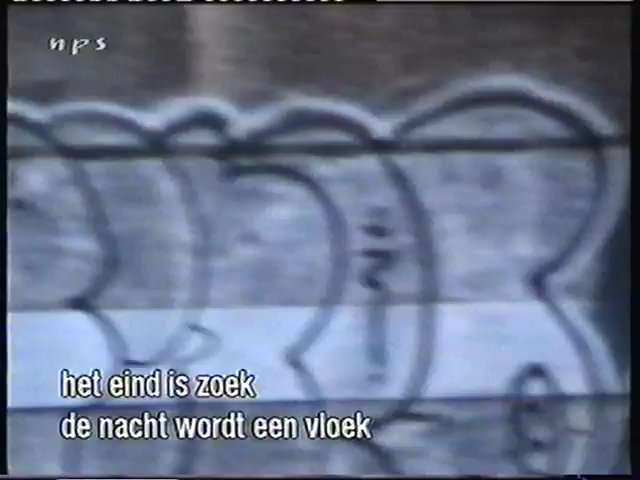 nps
het eind is zoek
de nacht wordt een vloek